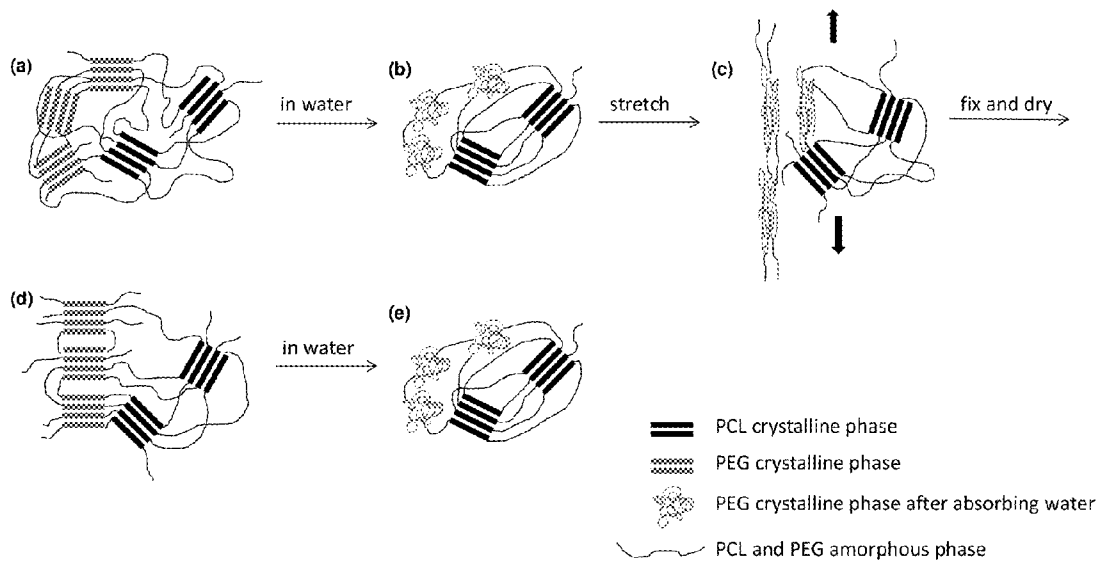 (a)
in water
(b)
stretch
(c)
fix and dry
(d)
in water
(e)
PCL crystalline phase
PEG crystalline phase
PEG crystalline phase after absorbing water
PCL and PEG amorphous phase